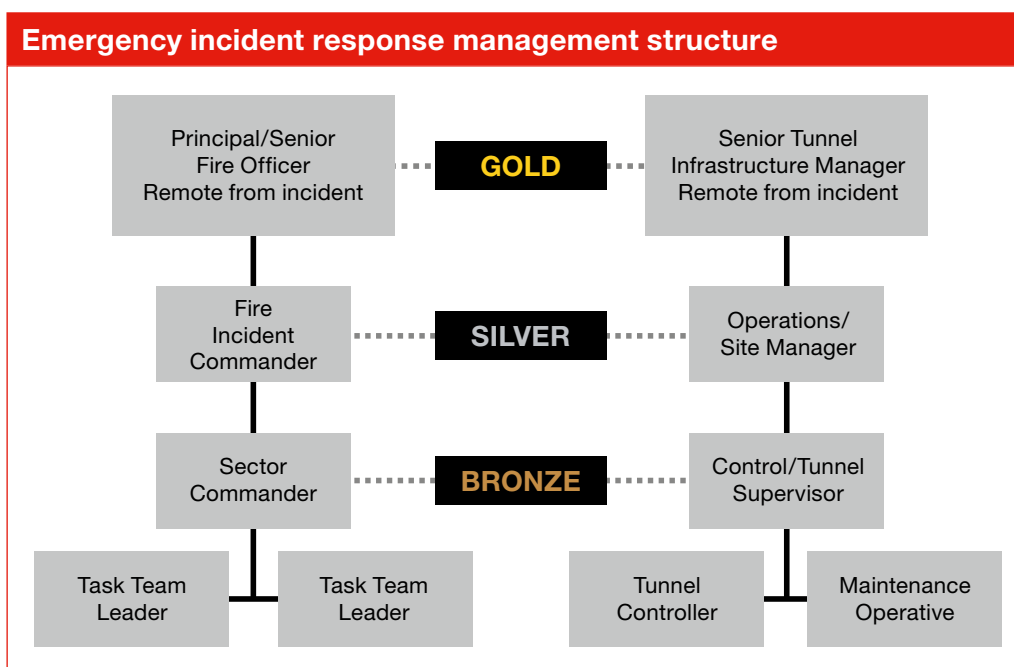 Emergency incident response management structure
Principal/Senior
Fire Officer
Remote from incident
GOLD
Senior Tunnel
Infrastructure Manager
Remote from incident
Fire
Incident
Commander
SILVER
Operations/
Site Manager
Sector
Commander
BRONZE
Control/Tunnel
Supervisor
Task Team
Leader
Task Team
Leader
Tunnel
Controller
Maintenance
Operative